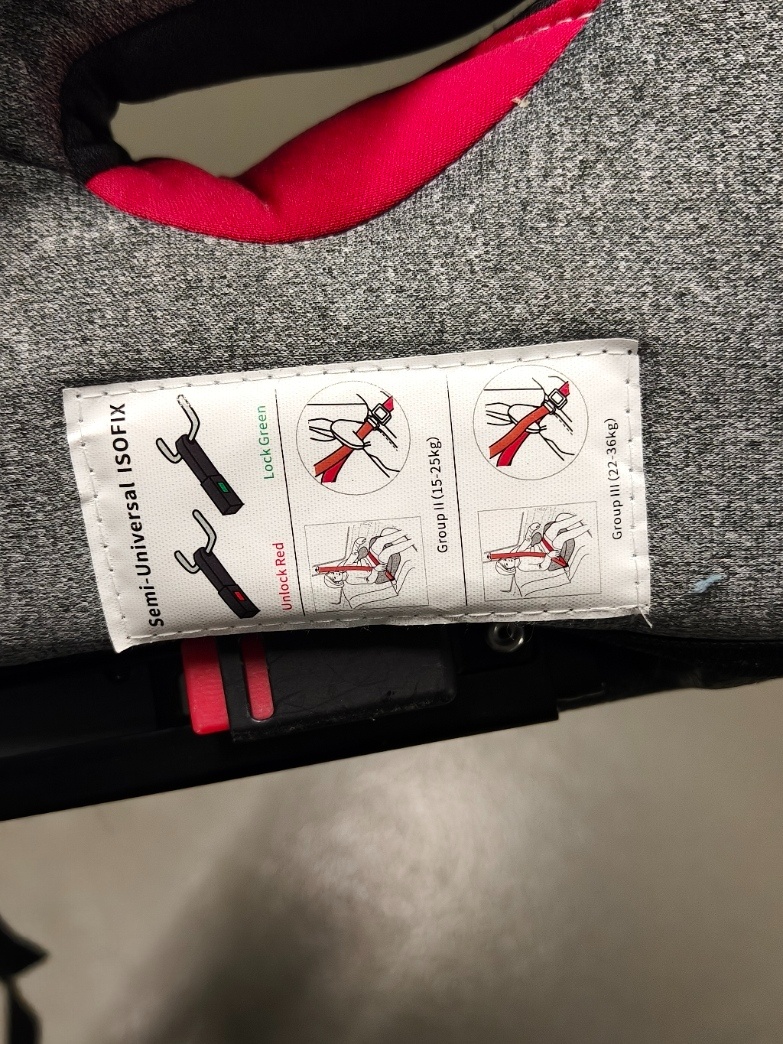 Semi-Universal ISOFIX
Unlock Red
Lock Green
Group II (15-25kg)
Group III (22-36kg)